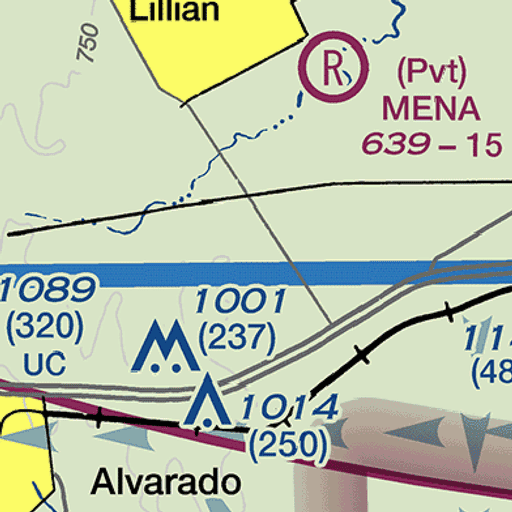 Lillian
750
R
(Pvt)
MENA
639 – 15
1089
(320)
UC
1001
(237)
1014
(250)
Alvarado